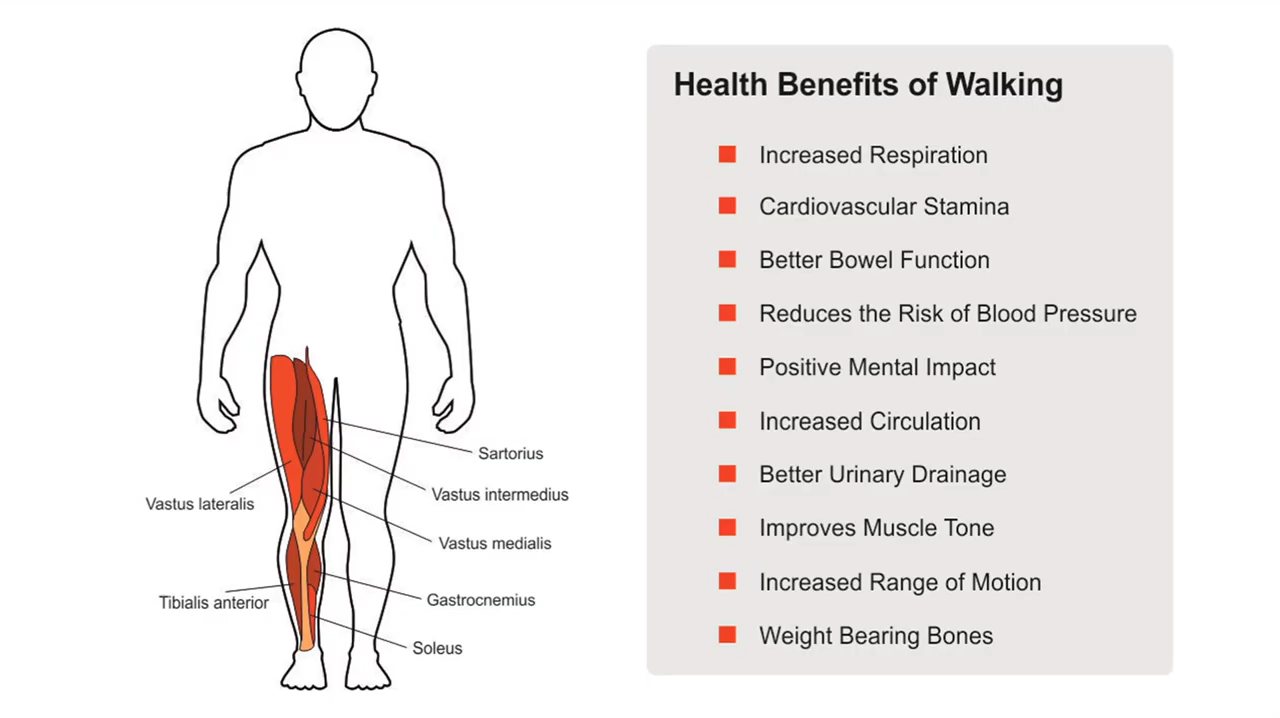 Health Benefits of Walking
Increased Respiration
Cardiovascular Stamina
Better Bowel Function
Reduces the Risk of Blood Pressure
Positive Mental Impact
Increased Circulation
Better Urinary Drainage
Improves Muscle Tone
Increased Range of Motion
Weight Bearing Bones
Sartorius
Vastus intermedius
Vastus lateralis
Vastus medialis
Gastrocnemius
Tibialis anterior
Soleus